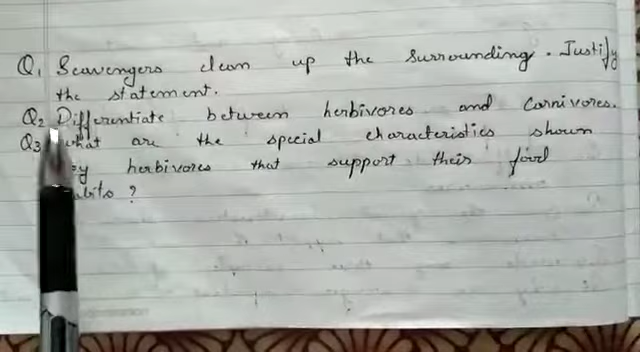 Q1 Scavengers clean up the surrounding. Justify
the statement.
Q2 Differentiate between herbivores and Carnivores.
Q3 what are the special characteristics shown
herbivores that support their food
?